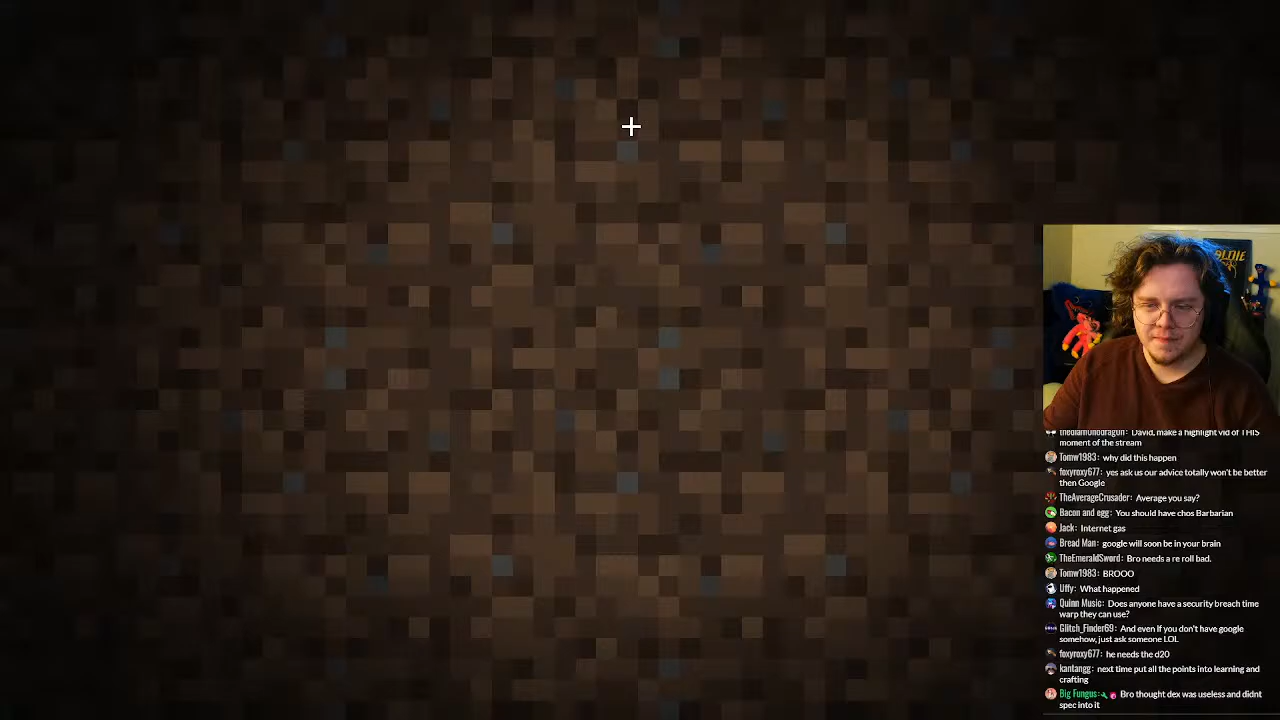 OLDIE
thediamonddragon: David, make a highlight vid of THIS
moment of the stream
Tomw1983: why did this happen
foxyroxy677: yes ask us our advice totally won't be better
then Google
TheAverageCrusader: Average you say?
Bacon and egg: You should have chos Barbarian
Jack: Internet gas
Bread Man: google will soon be in your brain
TheEmeraldSword: Bro needs a re roll bad.
Tomw1983: BROOO
Uffy: What happened
Quinn Music: Does anyone have a security breach time
warp they can use?
Glitch_Finder69: And even if you don't have google
somehow, just ask someone LOL
foxyroxy677: he needs the d20
kantangg: next time put all the points into learning and
crafting
Big Fungus: Bro thought dex was useless and didnt
spec into it